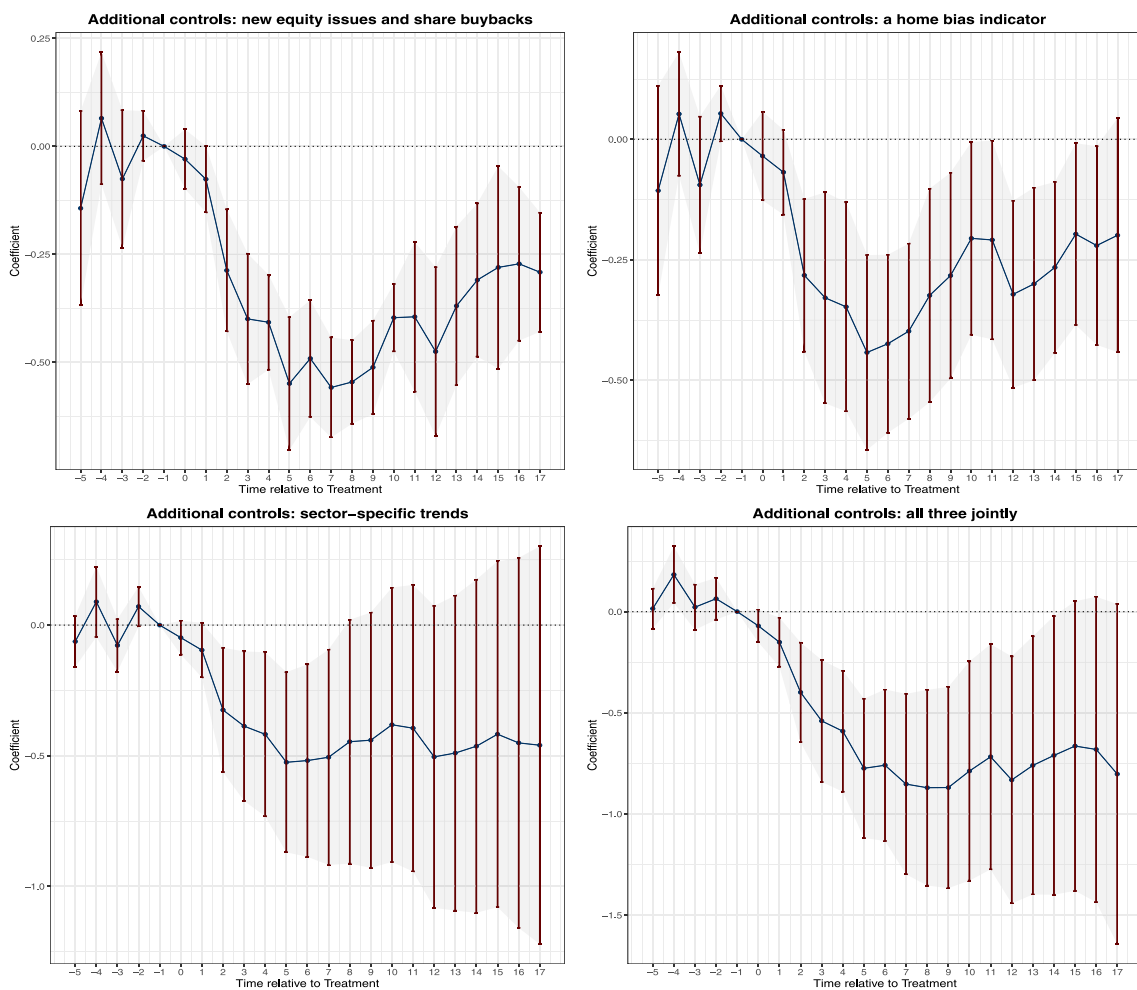 Additional controls: new equity issues and share buybacks
0.25
0.00
−0.25
−0.50
Coefficient
−5 −4 −3 −2 −1 0 1 2 3 4 5 6 7 8 9 10 11 12 13 14 15 16 17
Time relative to Treatment
Additional controls: a home bias indicator
0.00
−0.25
−0.50
Coefficient
−5 −4 −3 −2 −1 0 1 2 3 4 5 6 7 8 9 10 11 12 13 14 15 16 17
Time relative to Treatment
Additional controls: sector−specific trends
0.0
−0.5
−1.0
Coefficient
−5 −4 −3 −2 −1 0 1 2 3 4 5 6 7 8 9 10 11 12 13 14 15 16 17
Time relative to Treatment
Additional controls: all three jointly
0.0
−0.5
−1.0
−1.5
Coefficient
−5 −4 −3 −2 −1 0 1 2 3 4 5 6 7 8 9 10 11 12 13 14 15 16 17
Time relative to Treatment